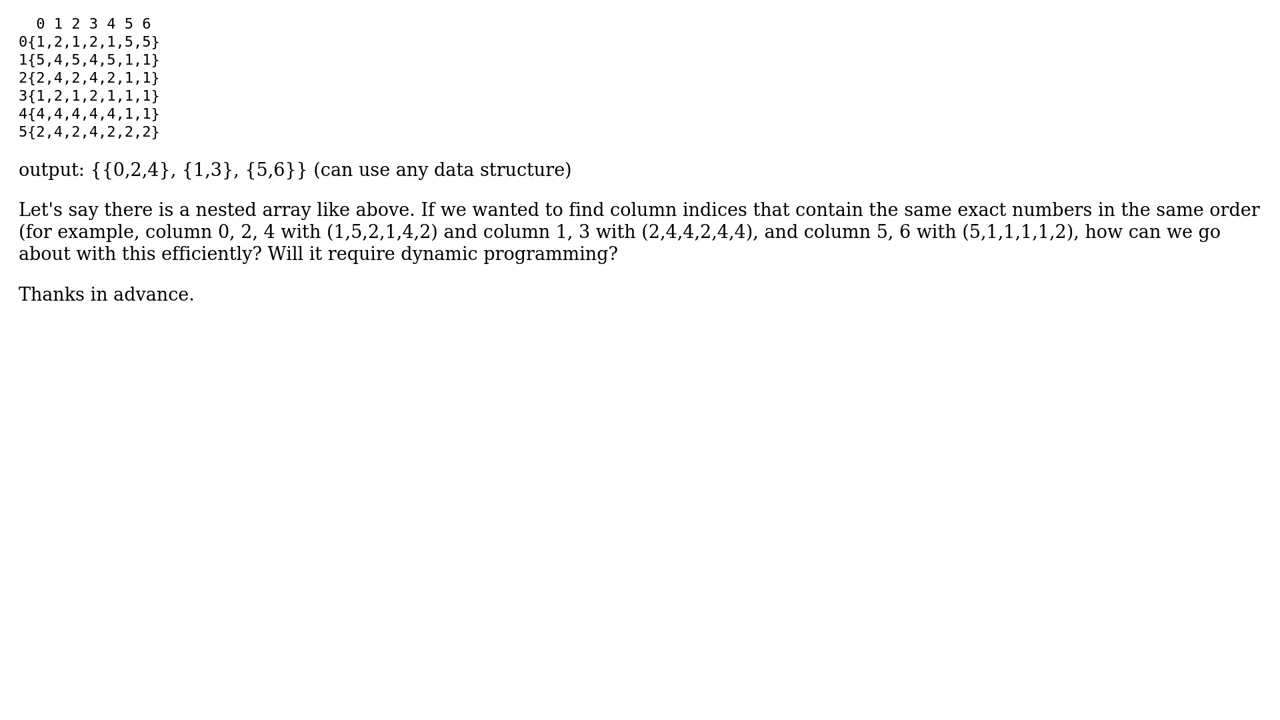 0 1 2 3 4 5 6
0{1,2,1,2,1,5,5}
1{5,4,5,4,5,1,1}
2{2,4,2,4,2,1,1}
3{1,2,1,2,1,1,1}
4{4,4,4,4,4,1,1}
5{2,4,2,4,2,2,2}
output: {{0,2,4}, {1,3}, {5,6}} (can use any data structure)
Let's say there is a nested array like above. If we wanted to find column indices that contain the same exact numbers in the same order
(for example, column 0, 2, 4 with (1,5,2,1,4,2) and column 1, 3 with (2,4,4,2,4,4), and column 5, 6 with (5,1,1,1,1,2), how can we go
about with this efficiently? Will it require dynamic programming?
Thanks in advance.